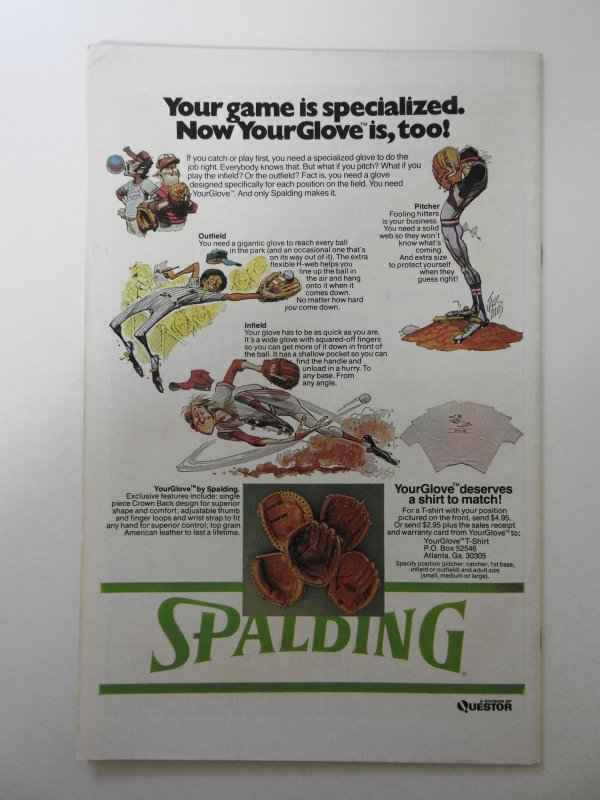 Your game is specialized.
Now YourGlove™ is, too!
If you catch or play first, you need a specialized glove to do the
job right. Everybody knows that. But what if you pitch? What if you
play the infield? Or the outfield? Fact is, you need a glove
designed specifically for each position on the field. You need
YourGlove™. And only Spalding makes it.
Pitcher
Fooling hitters
is your business.
You need a solid
web so they won't
know what's
coming.
And extra size
to protect yourself
when they
guess right!
Outfield
You need a gigantic glove to reach every ball
in the park (and an occasional one that's
on its way out of it). The extra
flexible H-web helps you
line up the ball in
the air and hang
onto it when it
comes down.
No matter how hard
you come down.
Infield
Your glove has to be as quick as you are.
It's a wide glove with squared-off fingers
so you can get more of it down in front of
the ball. It has a shallow pocket so you can
find the handle and
unload in a hurry. To
any base. From
any angle.
YourGlove™ by Spalding.
Exclusive features include: single
piece Crown Back design for superior
shape and comfort; adjustable thumb
and finger loops and wrist strap to fit
any hand for superior control; top grain
American leather to last a lifetime.
YourGlove™ deserves
a shirt to match!
For a T-shirt with your position
pictured on the front, send $4.95.
Or send $2.95 plus the sales receipt
and warranty card from YourGlove™ to:
YourGlove™ T-Shirt
P.O. Box 52546
Atlanta, Ga. 30305
Specify position (pitcher, catcher, 1st base,
infield or outfield) and adult size
(small, medium or large).
SPALDING
A DIVISION OF
QUESTOR